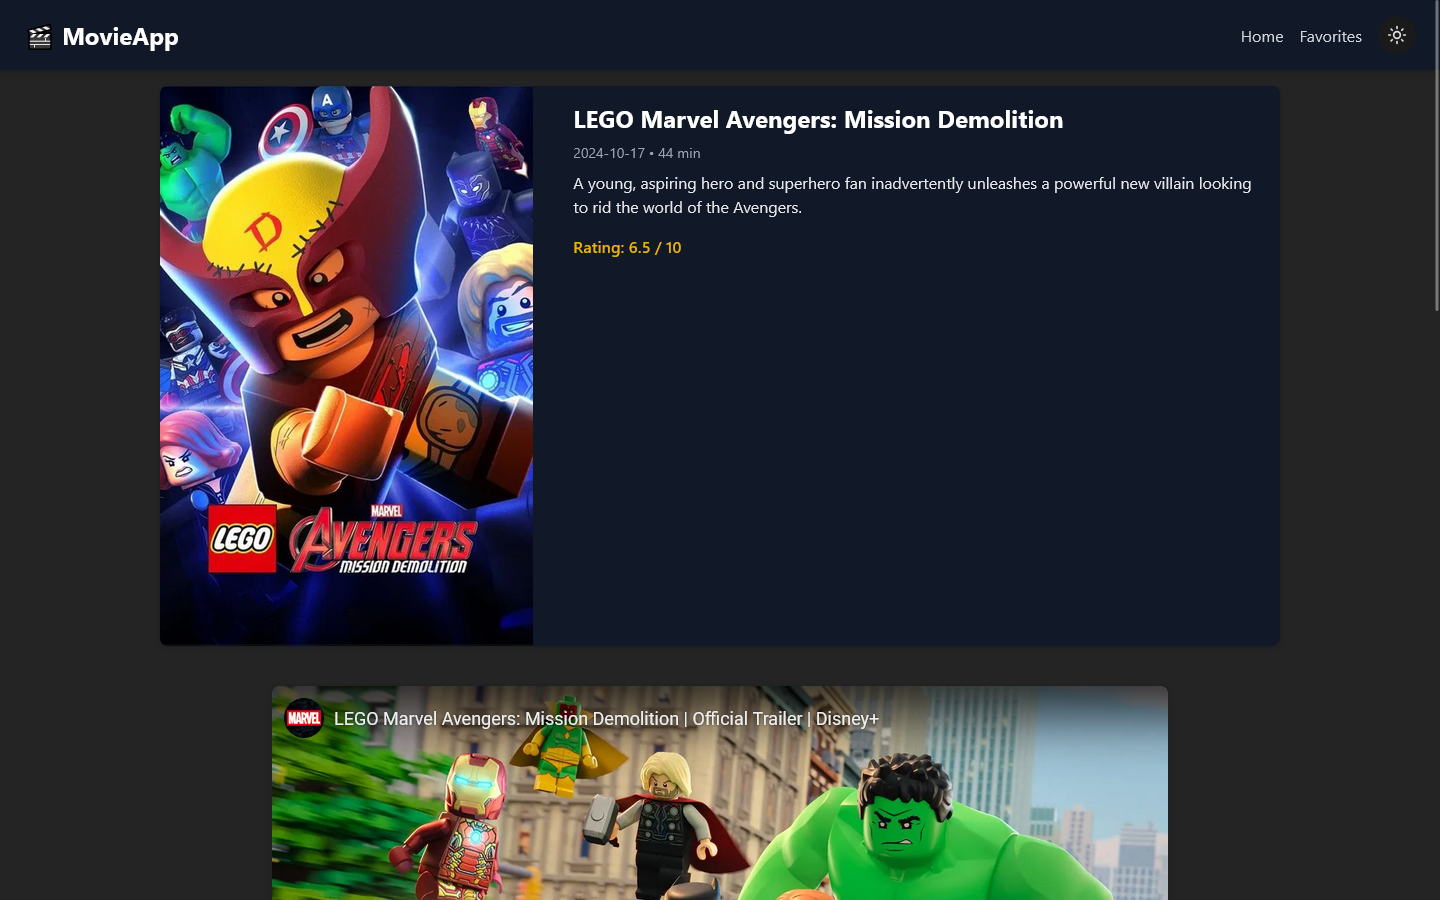 MovieApp
Home
Favorites
A
D
LEGO
MARVEL
AVENGERS
MISSION DEMOLITION
LEGO Marvel Avengers: Mission Demolition
2024-10-17 • 44 min
A young, aspiring hero and superhero fan inadvertently unleashes a powerful new villain looking
to rid the world of the Avengers.
Rating: 6.5 / 10
MARVEL
LEGO Marvel Avengers: Mission Demolition | Official Trailer | Disney+